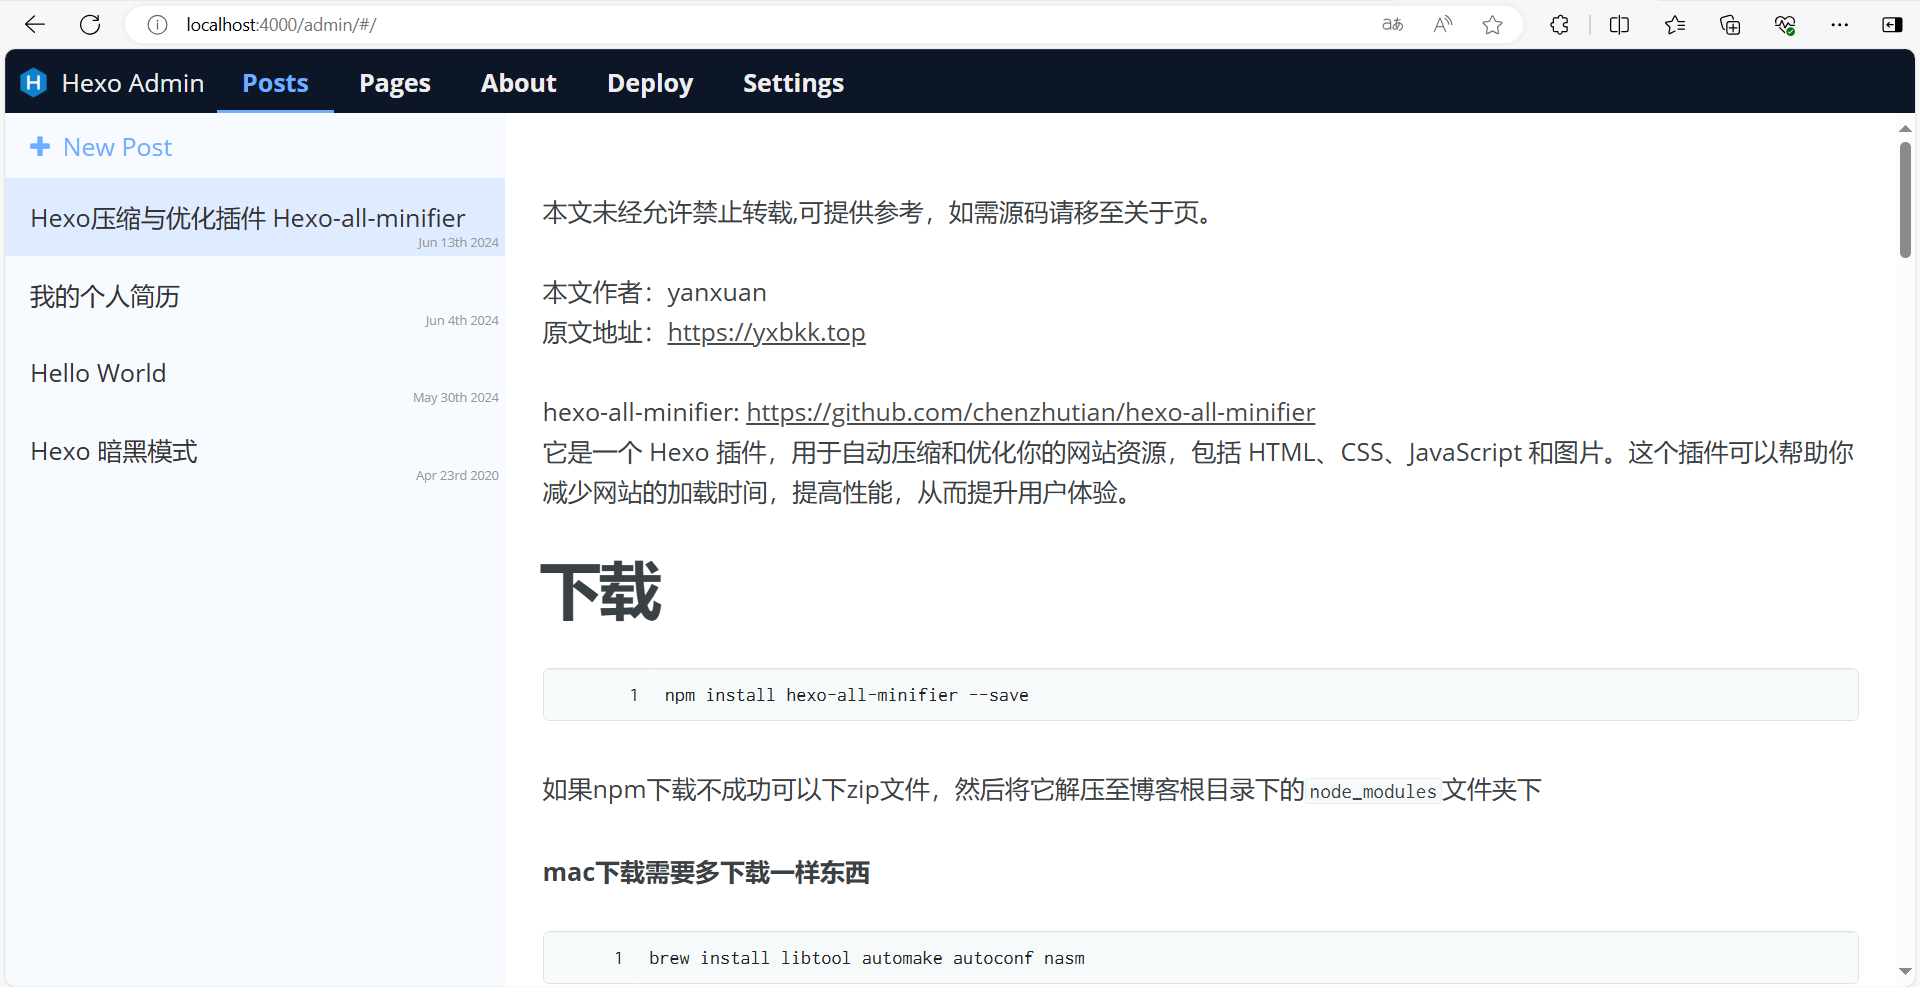 localhost:4000/admin/#/
Hexo Admin Posts Pages About Deploy Settings
New Post
Hexo压缩与优化插件 Hexo-all-minifier
Jun 13th 2024
我的个人简历
Jun 4th 2024
Hello World
May 30th 2024
Hexo 暗黑模式
Apr 23rd 2020
本文未经允许禁止转载,可提供参考，如需源码请移至关于页。
本文作者：yanxuan
原文地址：https://yxbkk.top
hexo-all-minifier: https://github.com/chenzhutian/hexo-all-minifier
它是一个 Hexo 插件，用于自动压缩和优化你的网站资源，包括 HTML、CSS、JavaScript 和图片。这个插件可以帮助你
减少网站的加载时间，提高性能，从而提升用户体验。
下载
1 npm install hexo-all-minifier --save
如果npm下载不成功可以下zip文件，然后将它解压至博客根目录下的node_modules文件夹下
mac下载需要多下载一样东西
1 brew install libtool automake autoconf nasm